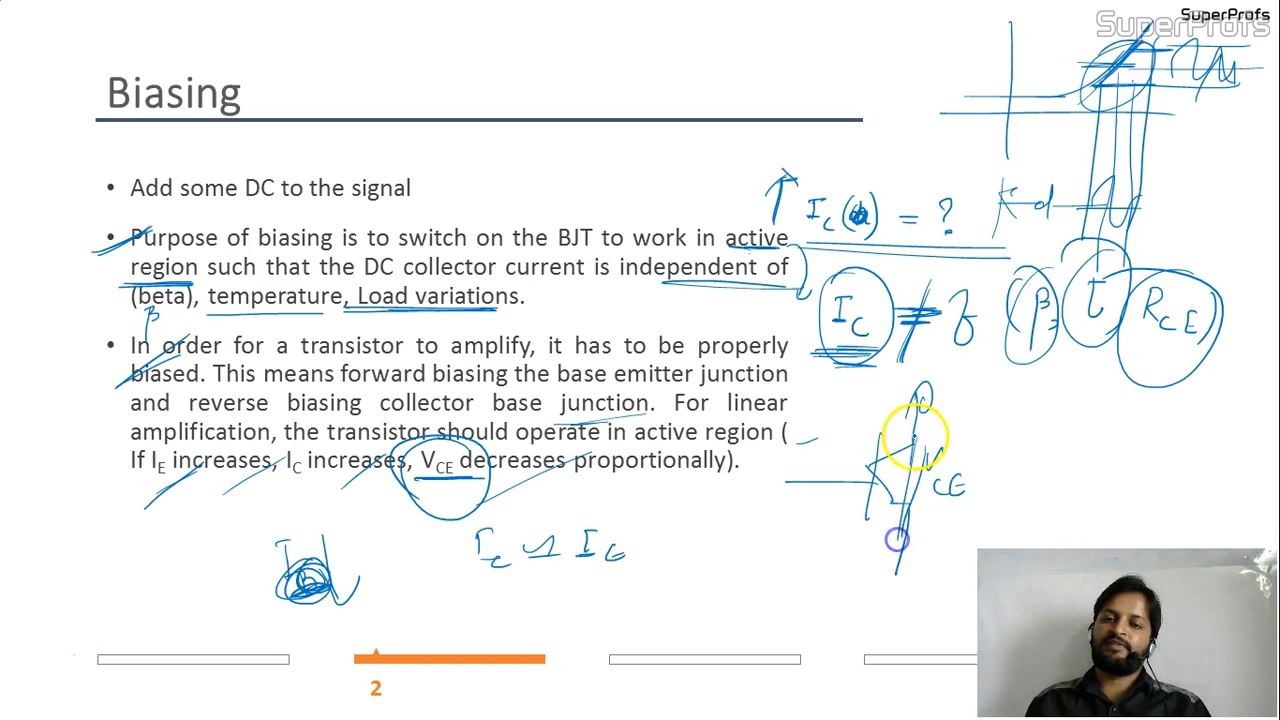 SuperProfs
SuperProfs
Biasing
• Add some DC to the signal
• Purpose of biasing is to switch on the BJT to work in active
region such that the DC collector current is independent of
(beta), temperature, Load variations.
β
• In order for a transistor to amplify, it has to be properly
biased. This means forward biasing the base emitter junction
and reverse biasing collector base junction. For linear
amplification, the transistor should operate in active region (
If IE increases, IC increases, VCE decreases proportionally).
d
IC = ?
IC ≠ f (β, t, RCE)
VCE
2